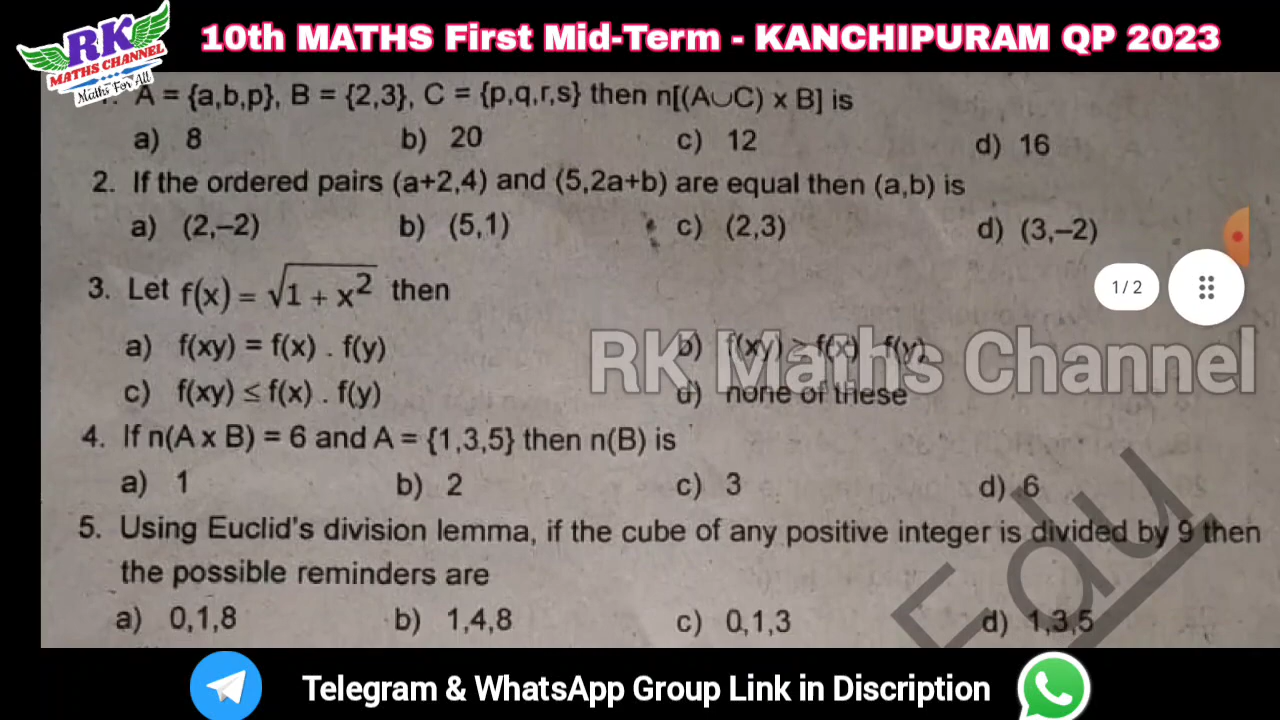 RK
MATHS CHANNEL
Maths For All
10th MATHS First Mid-Term - KANCHIPURAM QP 2023
A = {a,b,p}, B = {2,3}, C = {p,q,r,s} then n[(A∪C) x B] is
a) 8 b) 20 c) 12 d) 16
2. If the ordered pairs (a+2,4) and (5,2a+b) are equal then (a,b) is
a) (2,–2) b) (5,1) c) (2,3) d) (3,–2)
1 / 2
3. Let f(x) = √1 + x² then
a) f(xy) = f(x) . f(y) b) f(xy) ≥ f(x) . f(y)
RK Maths Channel
c) f(xy) ≤ f(x) . f(y) d) none of these
4. If n(A x B) = 6 and A = {1,3,5} then n(B) is
a) 1 b) 2 c) 3 d) 6
5. Using Euclid's division lemma, if the cube of any positive integer is divided by 9 then
the possible reminders are
a) 0,1,8 b) 1,4,8 c) 0,1,3 d) 1,3,5
Edu
Telegram & WhatsApp Group Link in Discription